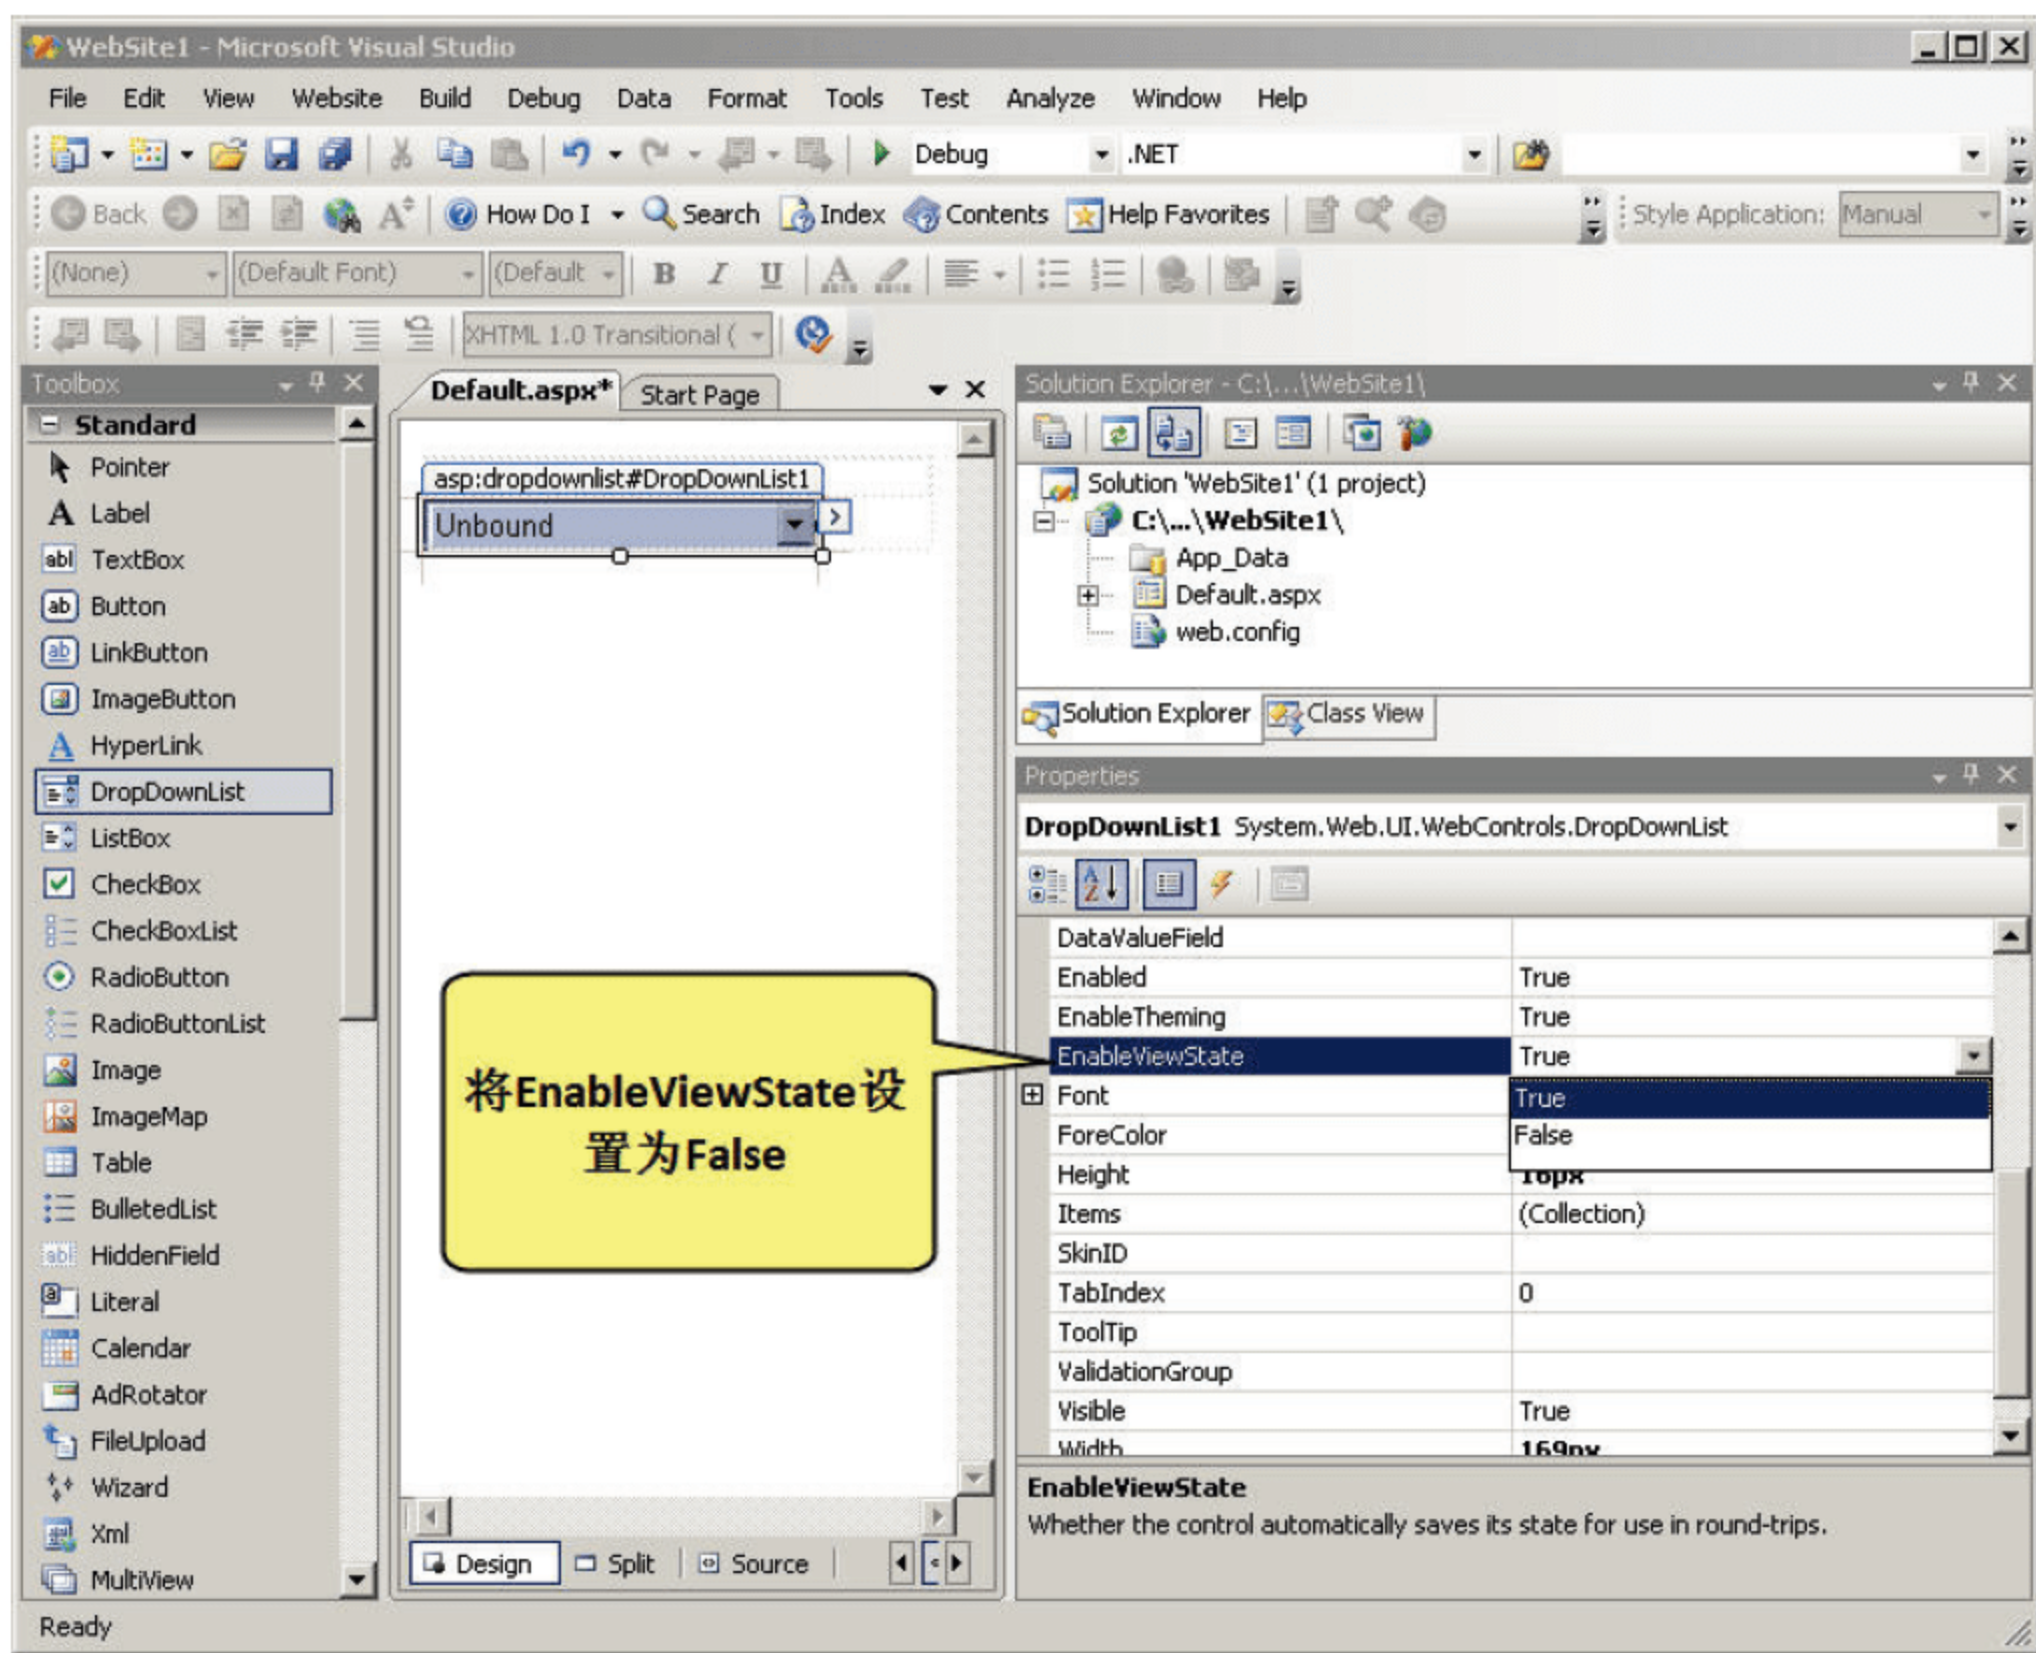 WebSite1 - Microsoft Visual Studio
File Edit View Website Build Debug Data Format Tools Test Analyze Window Help
Debug .NET
Back How Do I Search Index Contents Help Favorites Style Application: Manual
(None) (Default Font) (Default B I U
XHTML 1.0 Transitional (
Toolbox
Standard
Pointer
Label
TextBox
Button
LinkButton
ImageButton
HyperLink
DropDownList
ListBox
CheckBox
CheckBoxList
RadioButton
RadioButtonList
Image
ImageMap
Table
BulletedList
HiddenField
Literal
Calendar
AdRotator
FileUpload
Wizard
Xml
MultiView
Default.aspx* Start Page
asp:dropdownlist#DropDownList1
Unbound
将EnableViewState设
置为False
Design Split Source
Solution Explorer - C:\...\WebSite1\
Solution 'WebSite1' (1 project)
C:\...\WebSite1\
App_Data
Default.aspx
web.config
Solution Explorer Class View
Properties
DropDownList1 System.Web.UI.WebControls.DropDownList
DataValueField
Enabled True
EnableTheming True
EnableViewState True
Font True
ForeColor False
Height 16px
Items (Collection)
SkinID
TabIndex 0
ToolTip
ValidationGroup
Visible True
Width 169px
EnableViewState
Whether the control automatically saves its state for use in round-trips.
Ready